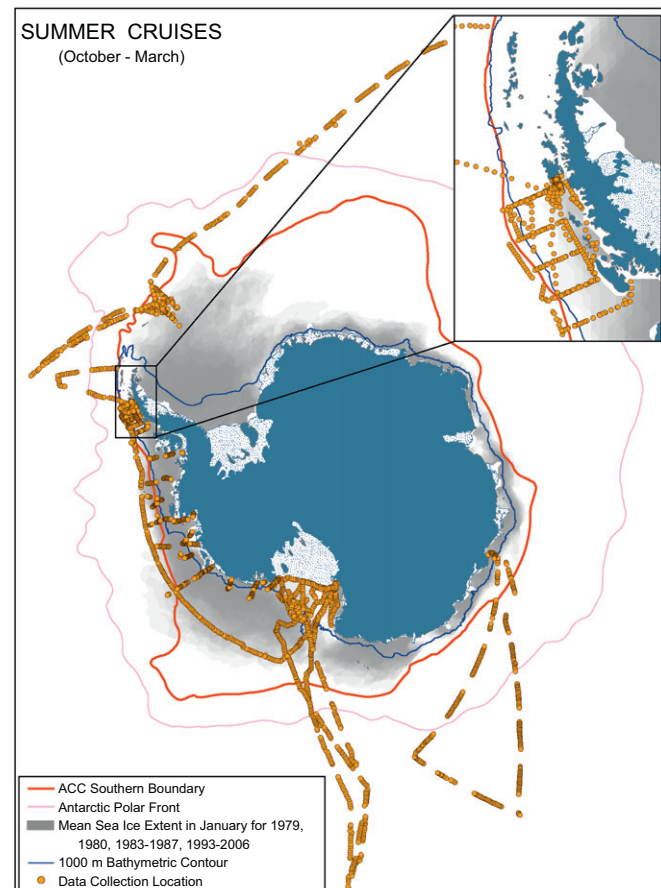 SUMMER CRUISES
(October - March)
ACC Southern Boundary
Antarctic Polar Front
Mean Sea Ice Extent in January for 1979,
1980, 1983-1987, 1993-2006
1000 m Bathymetric Contour
Data Collection Location